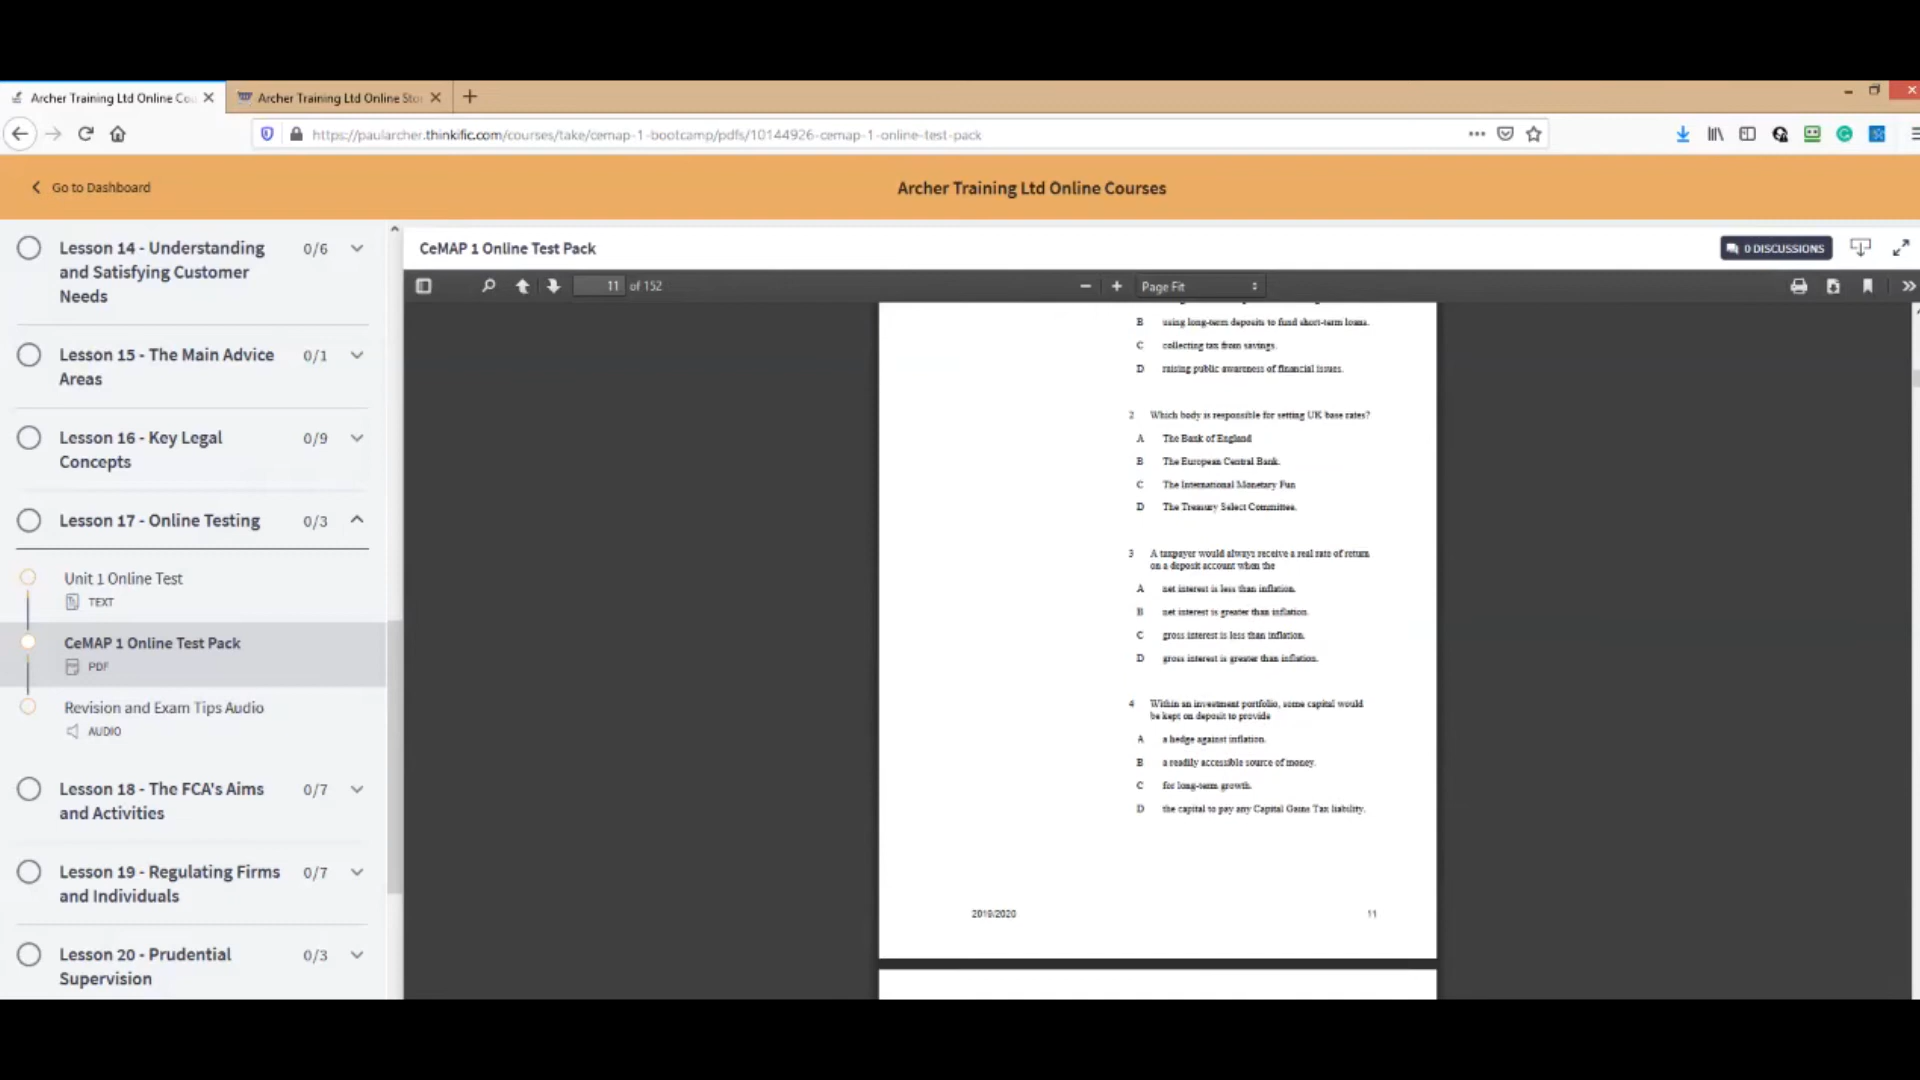 Archer Training Ltd Online Co
Archer Training Ltd Online Sto
https://paularcher.thinkific.com/courses/take/cemap-1-bootcamp/pdfs/10144926-cemap-1-online-test-pack
Go to Dashboard
Archer Training Ltd Online Courses
Lesson 14 - Understanding and Satisfying Customer Needs 0/6
Lesson 15 - The Main Advice Areas 0/1
Lesson 16 - Key Legal Concepts 0/9
Lesson 17 - Online Testing 0/3
Unit 1 Online Test
TEXT
CeMAP 1 Online Test Pack
PDF
Revision and Exam Tips Audio
AUDIO
Lesson 18 - The FCA's Aims and Activities 0/7
Lesson 19 - Regulating Firms and Individuals 0/7
Lesson 20 - Prudential Supervision 0/3
CeMAP 1 Online Test Pack
0 DISCUSSIONS
11 of 152
Page Fit
B using long-term deposits to fund short-term loans.
C collecting tax from savings.
D raising public awareness of financial issues.
2 Which body is responsible for setting UK base rates?
A The Bank of England
B The European Central Bank.
C The International Monetary Fun
D The Treasury Select Committee.
3 A taxpayer would always receive a real rate of return
on a deposit account when the
A net interest is less than inflation.
B net interest is greater than inflation.
C gross interest is less than inflation.
D gross interest is greater than inflation.
4 Within an investment portfolio, some capital would
be kept on deposit to provide
A a hedge against inflation.
B a readily accessible source of money.
C for long-term growth.
D the capital to pay any Capital Gains Tax liability.
2019/2020
11